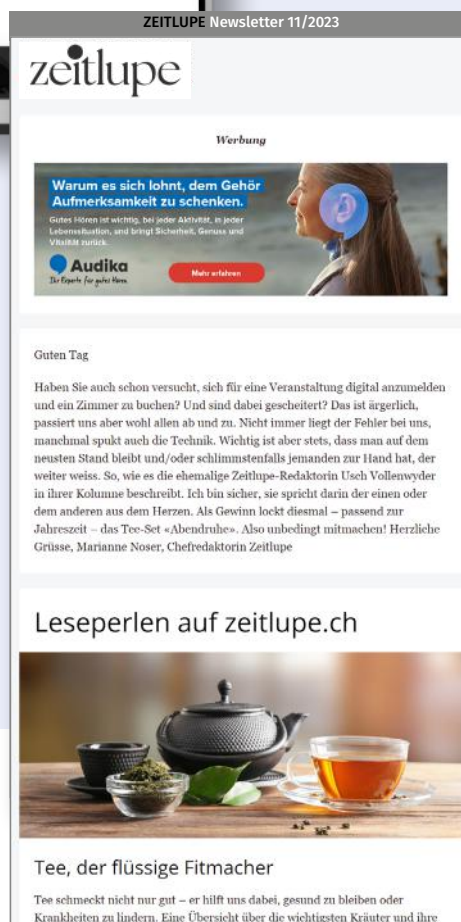 ZEITLUPE Newsletter 11/2023
zeitlupe
Werbung
Warum es sich lohnt, dem Gehör
Aufmerksamkeit zu schenken.
Gutes Hören ist wichtig, bei jeder Aktivität, in jeder
Lebenssituation, und bringt Sicherheit, Genuss und
Vitalität zurück.
Audika
Ihr Experte für gutes Hören.
Mehr erfahren
Guten Tag
Haben Sie auch schon versucht, sich für eine Veranstaltung digital anzumelden
und ein Zimmer zu buchen? Und sind dabei gescheitert? Das ist ärgerlich,
passiert uns aber wohl allen ab und zu. Nicht immer liegt der Fehler bei uns,
manchmal spukt auch die Technik. Wichtig ist aber stets, dass man auf dem
neusten Stand bleibt und/oder schlimmstenfalls jemanden zur Hand hat, der
weiter weiss. So, wie es die ehemalige Zeitlupe-Redaktorin Usch Vollenwyder
in ihrer Kolumne beschreibt. Ich bin sicher, sie spricht darin der einen oder
dem anderen aus dem Herzen. Als Gewinn lockt diesmal – passend zur
Jahreszeit – das Tee-Set «Abendruhe». Also unbedingt mitmachen! Herzliche
Grüsse, Marianne Noser, Chefredaktorin Zeitlupe
Leseperlen auf zeitlupe.ch
Tee, der flüssige Fitmacher
Tee schmeckt nicht nur gut – er hilft uns dabei, gesund zu bleiben oder
Krankheiten zu lindern. Eine Übersicht über die wichtigsten Kräuter und ihre